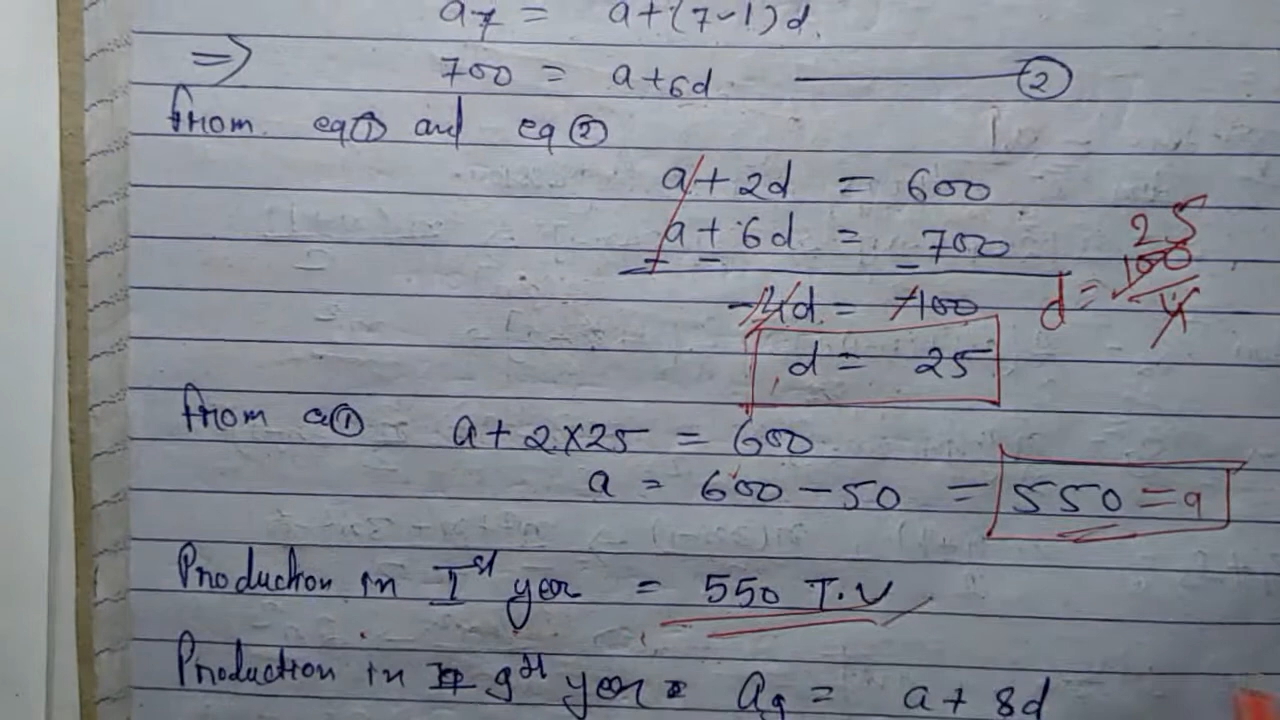 a7 = a+(7-1)d.
=> 700 = a+6d ②
from eq① and eq②
a + 2d = 600
a + 6d = 700
- - -
-4d = -100
d = 100/4 25
d = 25
from a① a + 2×25 = 600
a = 600 - 50 = 550 = a
Production in Ist year = 550 T.V
Production in 9th year = a9 = a + 8d